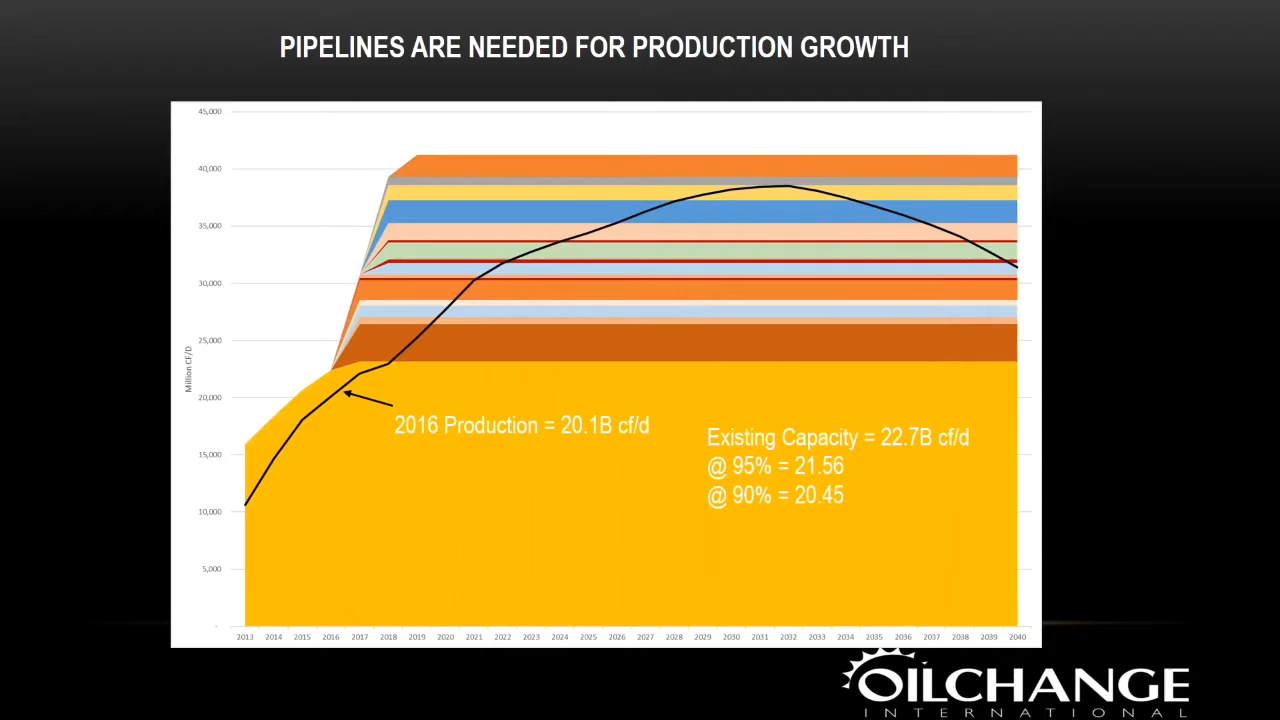 PIPELINES ARE NEEDED FOR PRODUCTION GROWTH
45,000
40,000
35,000
30,000
25,000
20,000
15,000
10,000
5,000
-
Million CF/D
2016 Production = 20.1B cf/d
Existing Capacity = 22.7B cf/d
@ 95% = 21.56
@ 90% = 20.45
2013 2014 2015 2016 2017 2018 2019 2020 2021 2022 2023 2024 2025 2026 2027 2028 2029 2030 2031 2032 2033 2034 2035 2036 2037 2038 2039 2040
OILCHANGE
INTERNATIONAL